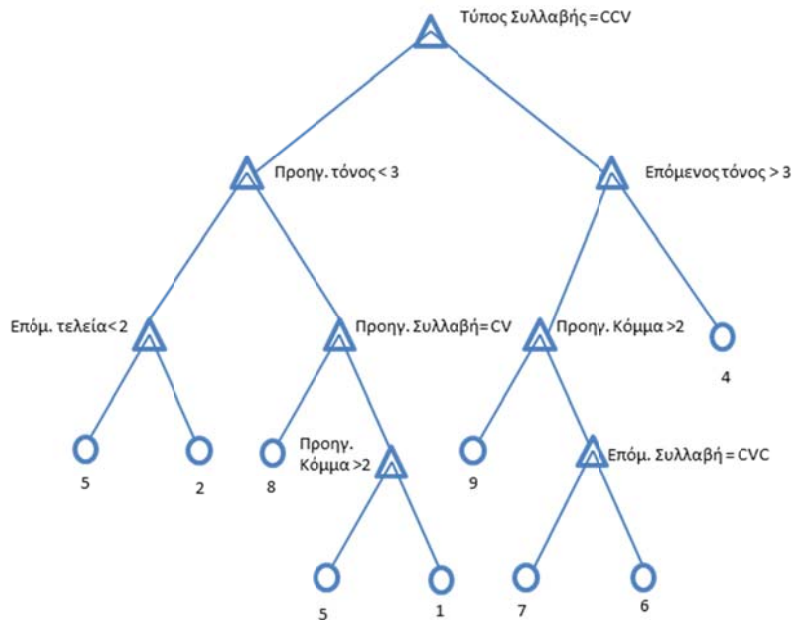 Τύπος Συλλαβής = CCV
Προηγ. τόνος < 3
Επόμενος τόνος > 3
Επόμ. τελεία< 2
Προηγ. Συλλαβή= CV
Προηγ. Κόμμα >2
4
5
2
8
Προηγ.
Κόμμα >2
9
Επόμ. Συλλαβή = CVC
5
1
7
6